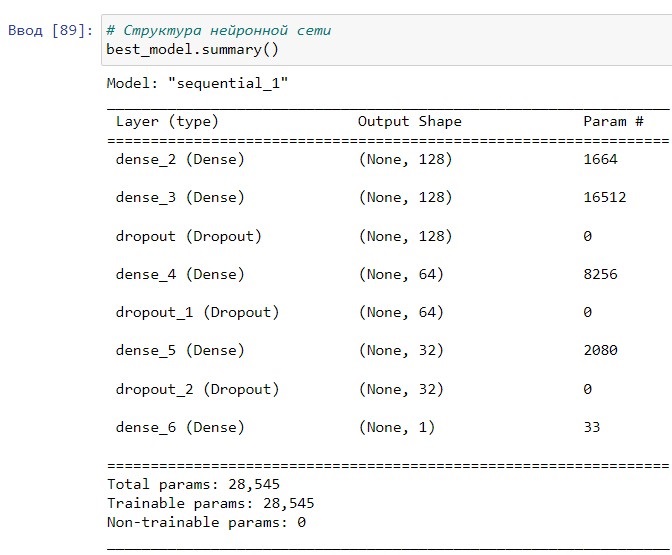 Ввод [89]: # Структура нейронной сети
best_model.summary()
Model: "sequential_1"
Layer (type) Output Shape Param #
dense_2 (Dense) (None, 128) 1664
dense_3 (Dense) (None, 128) 16512
dropout (Dropout) (None, 128) 0
dense_4 (Dense) (None, 64) 8256
dropout_1 (Dropout) (None, 64) 0
dense_5 (Dense) (None, 32) 2080
dropout_2 (Dropout) (None, 32) 0
dense_6 (Dense) (None, 1) 33
Total params: 28,545
Trainable params: 28,545
Non-trainable params: 0